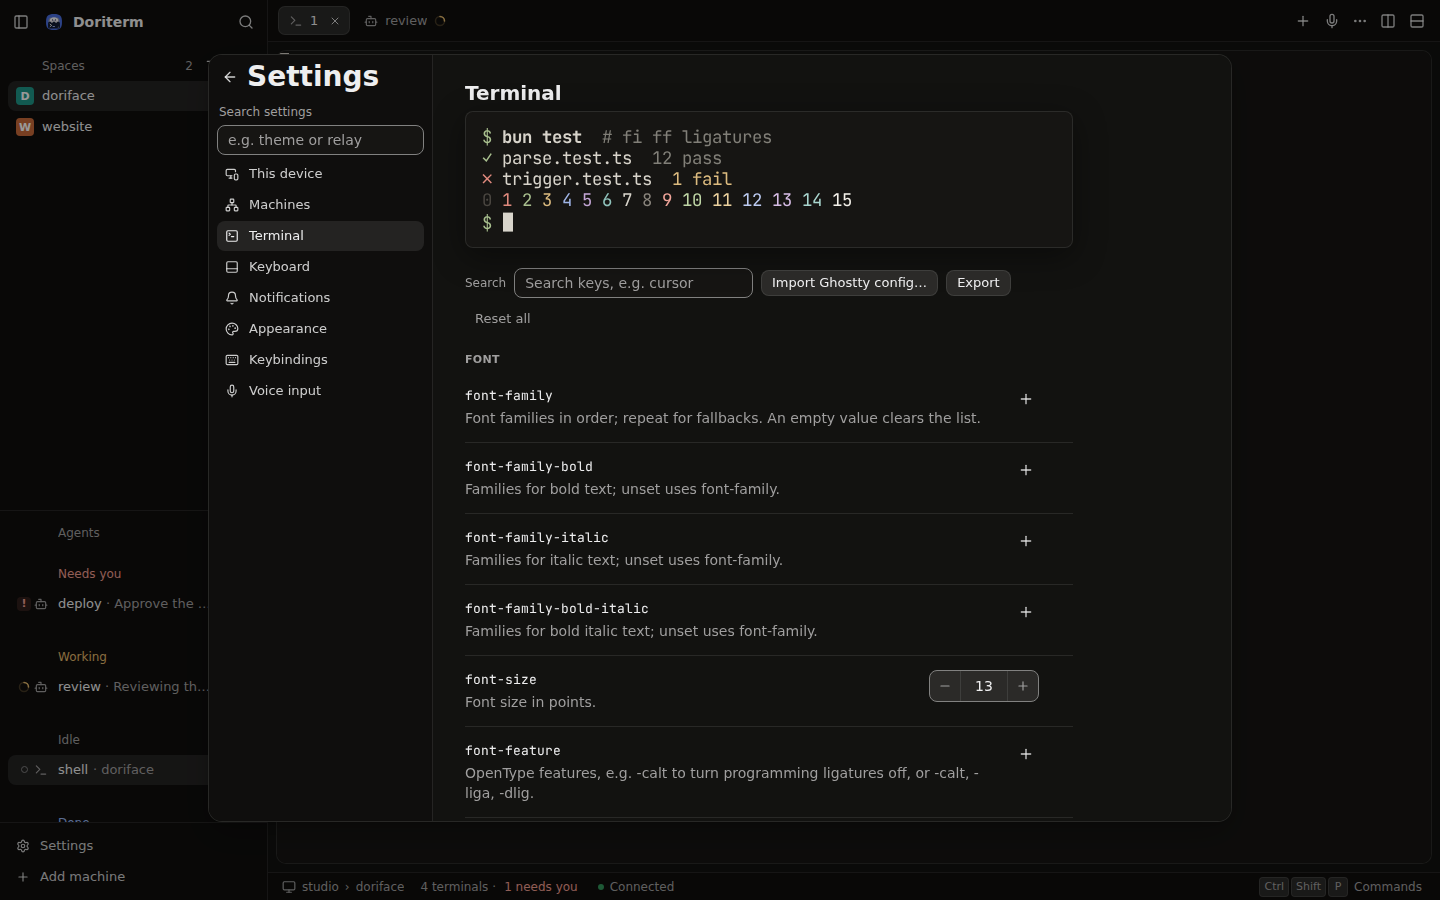 Doriterm
1
review
Spaces
2
D doriface
W website
Settings
Search settings
e.g. theme or relay
This device
Machines
Terminal
Keyboard
Notifications
Appearance
Keybindings
Voice input
Terminal
$ bun test # fi ff ligatures
✓ parse.test.ts 12 pass
✕ trigger.test.ts 1 fail
0 1 2 3 4 5 6 7 8 9 10 11 12 13 14 15
$
Search
Search keys, e.g. cursor
Import Ghostty config…
Export
Reset all
FONT
font-family
Font families in order; repeat for fallbacks. An empty value clears the list.
font-family-bold
Families for bold text; unset uses font-family.
font-family-italic
Families for italic text; unset uses font-family.
font-family-bold-italic
Families for bold italic text; unset uses font-family.
font-size
13
Font size in points.
font-feature
OpenType features, e.g. -calt to turn programming ligatures off, or -calt, -
liga, -dlig.
Agents
Needs you
! deploy · Approve the …
Working
review · Reviewing th…
Idle
shell · doriface
Settings
Add machine
studio › doriface
4 terminals · 1 needs you
Connected
Ctrl Shift P Commands